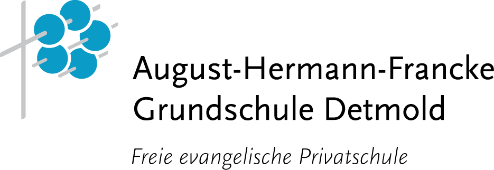 August-Hermann-Francke
Grundschule Detmold
Freie evangelische Privatschule